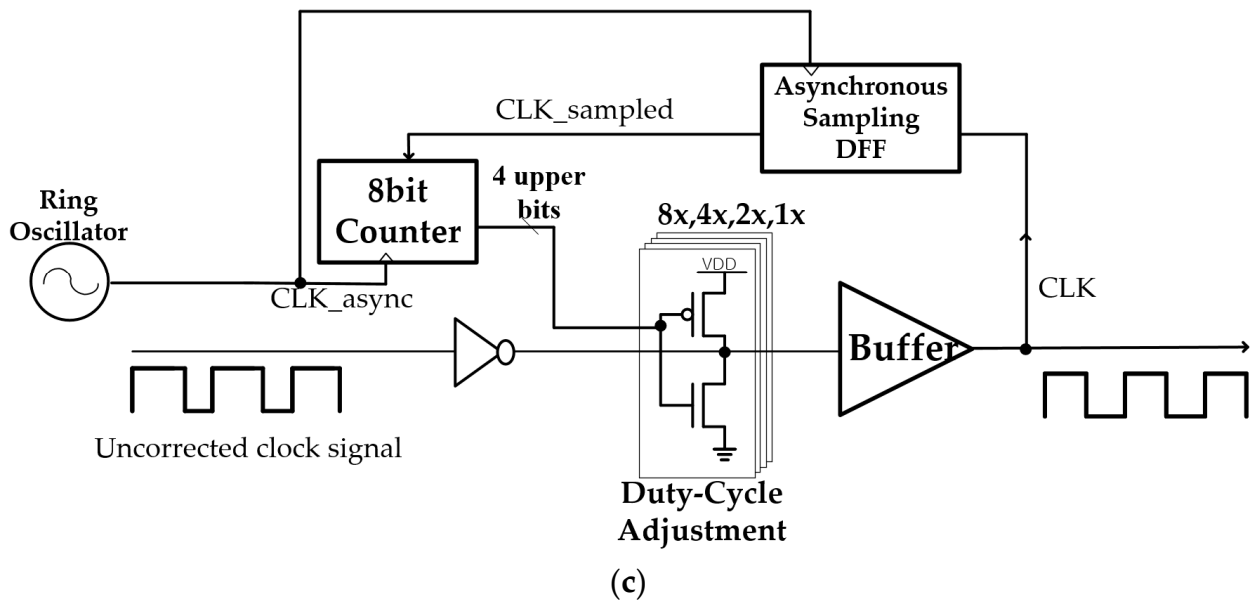 Asynchronous
Sampling
DFF
CLK_sampled
8bit
Counter
4 upper
bits
Ring
Oscillator
8x,4x,2x,1x
VDD
CLK_async
CLK
Buffer
Uncorrected clock signal
Duty-Cycle
Adjustment
(c)